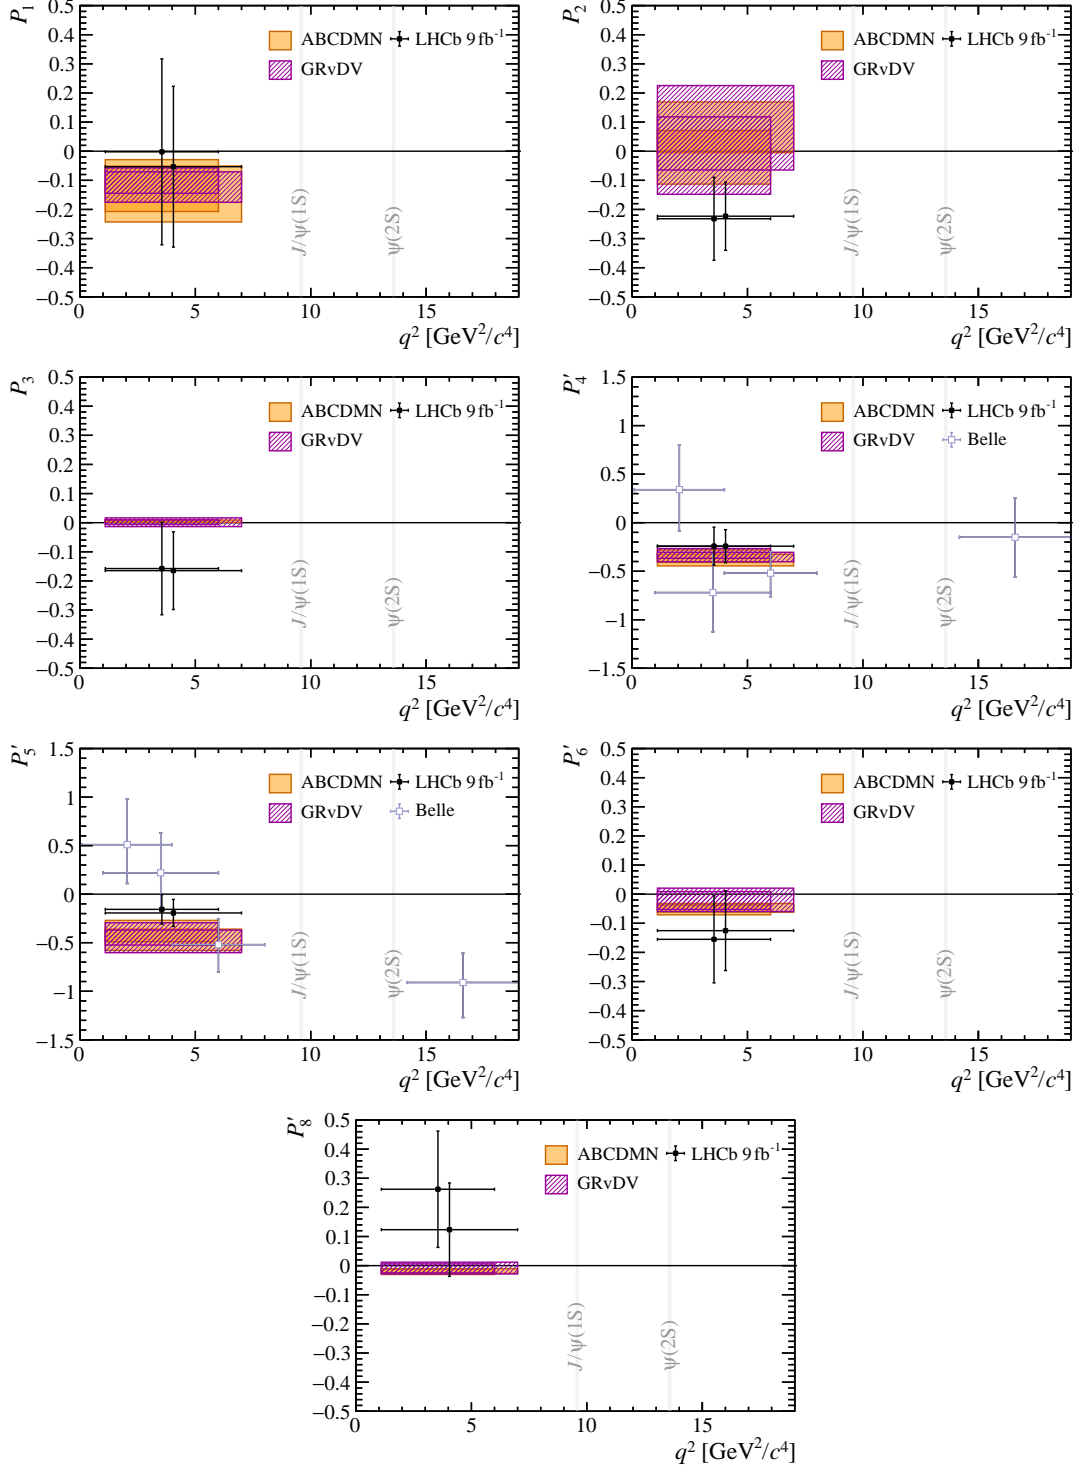 P₁
0.5
0.4
0.3
0.2
0.1
0
−0.1
−0.2
−0.3
−0.4
−0.5
ABCDMN LHCb 9 fb⁻¹
GRvDV
J/ψ(1S) ψ(2S)
0 5 10 15
q² [GeV²/c⁴]
P₂
0.5
0.4
0.3
0.2
0.1
0
−0.1
−0.2
−0.3
−0.4
−0.5
ABCDMN LHCb 9 fb⁻¹
GRvDV
J/ψ(1S) ψ(2S)
0 5 10 15
q² [GeV²/c⁴]
P₃
0.5
0.4
0.3
0.2
0.1
0
−0.1
−0.2
−0.3
−0.4
−0.5
ABCDMN LHCb 9 fb⁻¹
GRvDV
J/ψ(1S) ψ(2S)
0 5 10 15
q² [GeV²/c⁴]
P′₄
1.5
1
0.5
0
−0.5
−1
−1.5
ABCDMN LHCb 9 fb⁻¹
GRvDV Belle
J/ψ(1S) ψ(2S)
0 5 10 15
q² [GeV²/c⁴]
P′₅
1.5
1
0.5
0
−0.5
−1
−1.5
ABCDMN LHCb 9 fb⁻¹
GRvDV Belle
J/ψ(1S) ψ(2S)
0 5 10 15
q² [GeV²/c⁴]
P′₆
0.5
0.4
0.3
0.2
0.1
0
−0.1
−0.2
−0.3
−0.4
−0.5
ABCDMN LHCb 9 fb⁻¹
GRvDV
J/ψ(1S) ψ(2S)
0 5 10 15
q² [GeV²/c⁴]
P′₈
0.5
0.4
0.3
0.2
0.1
0
−0.1
−0.2
−0.3
−0.4
−0.5
ABCDMN LHCb 9 fb⁻¹
GRvDV
J/ψ(1S) ψ(2S)
0 5 10 15
q² [GeV²/c⁴]